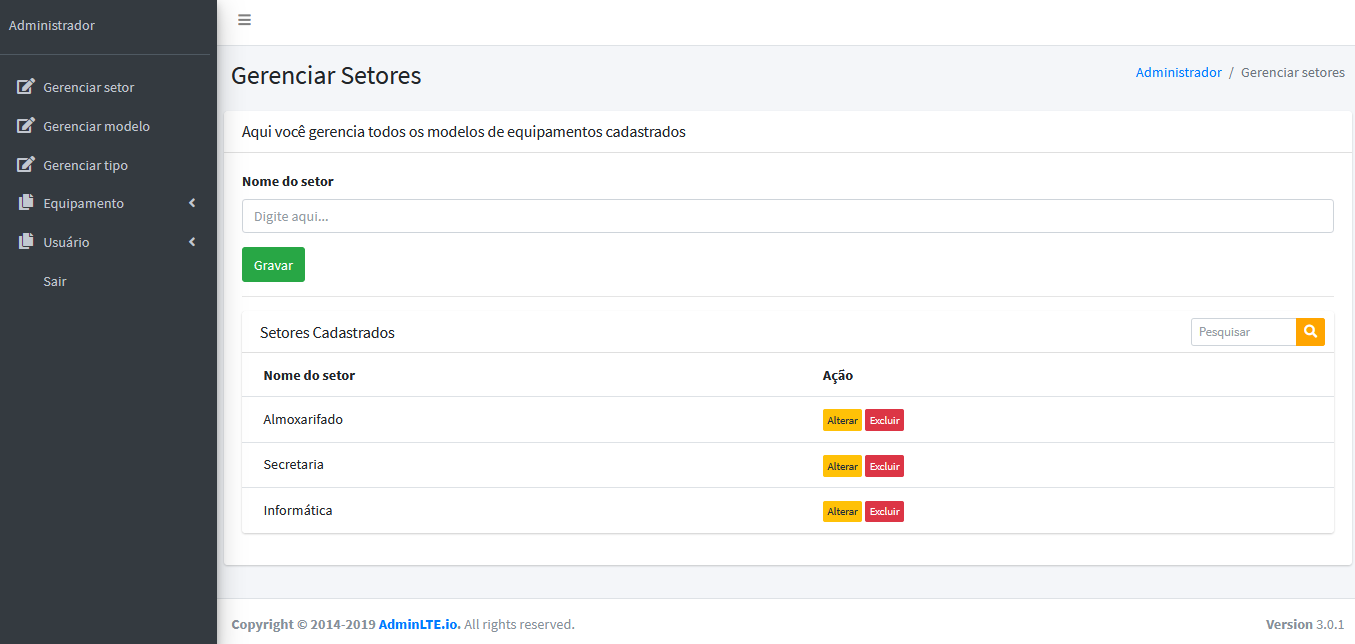 Administrador
Gerenciar setor
Gerenciar modelo
Gerenciar tipo
Equipamento
Usuário
Sair
Gerenciar Setores
Administrador / Gerenciar setores
Aqui você gerencia todos os modelos de equipamentos cadastrados
Nome do setor
Digite aqui...
Gravar
Setores Cadastrados
Pesquisar
Nome do setor Ação
Almoxarifado Alterar Excluir
Secretaria Alterar Excluir
Informática Alterar Excluir
Copyright © 2014-2019 AdminLTE.io. All rights reserved.
Version 3.0.1